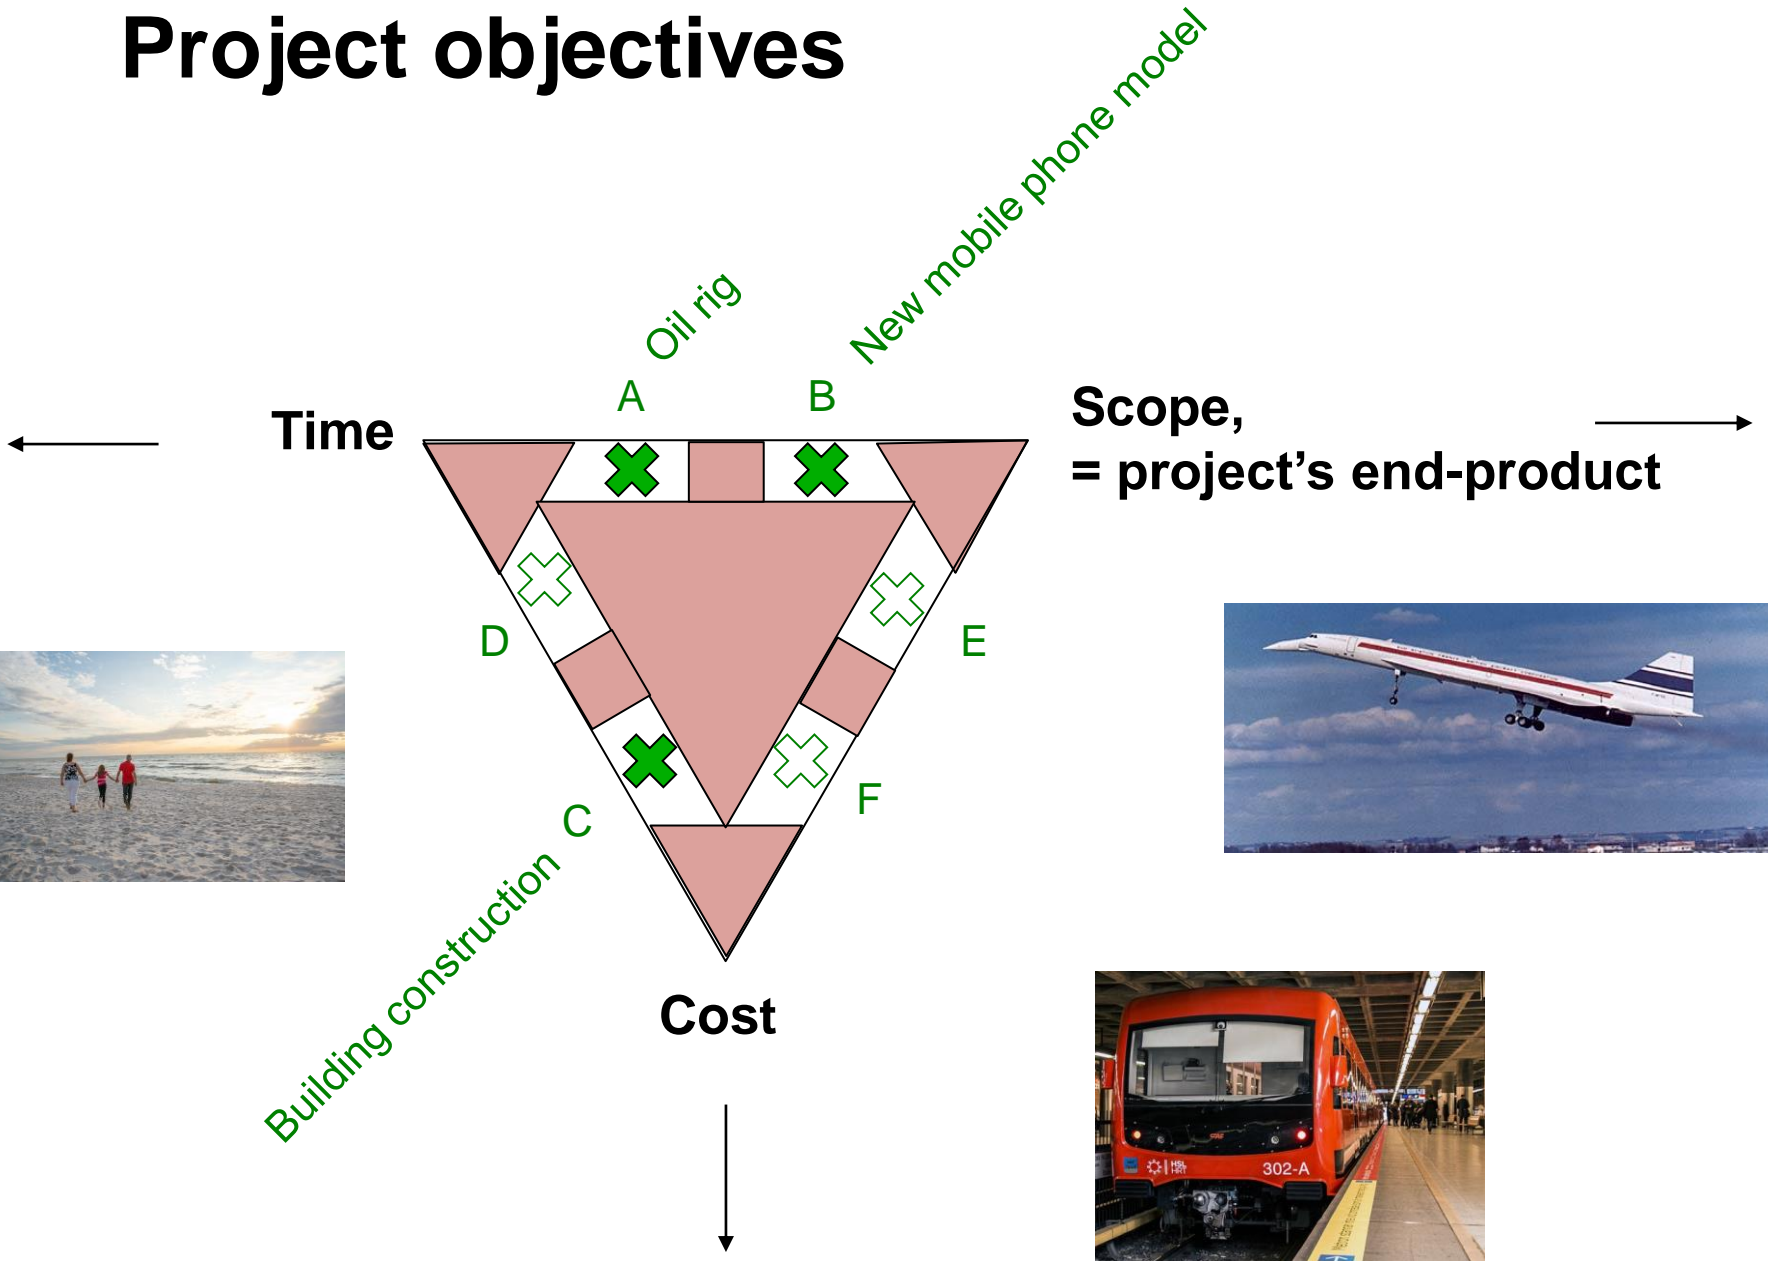 Project objectives
New mobile phone model
Oil rig
A
B
Time
Scope,
= project’s end-product
D
E
C
F
Building construction
Cost
302-A